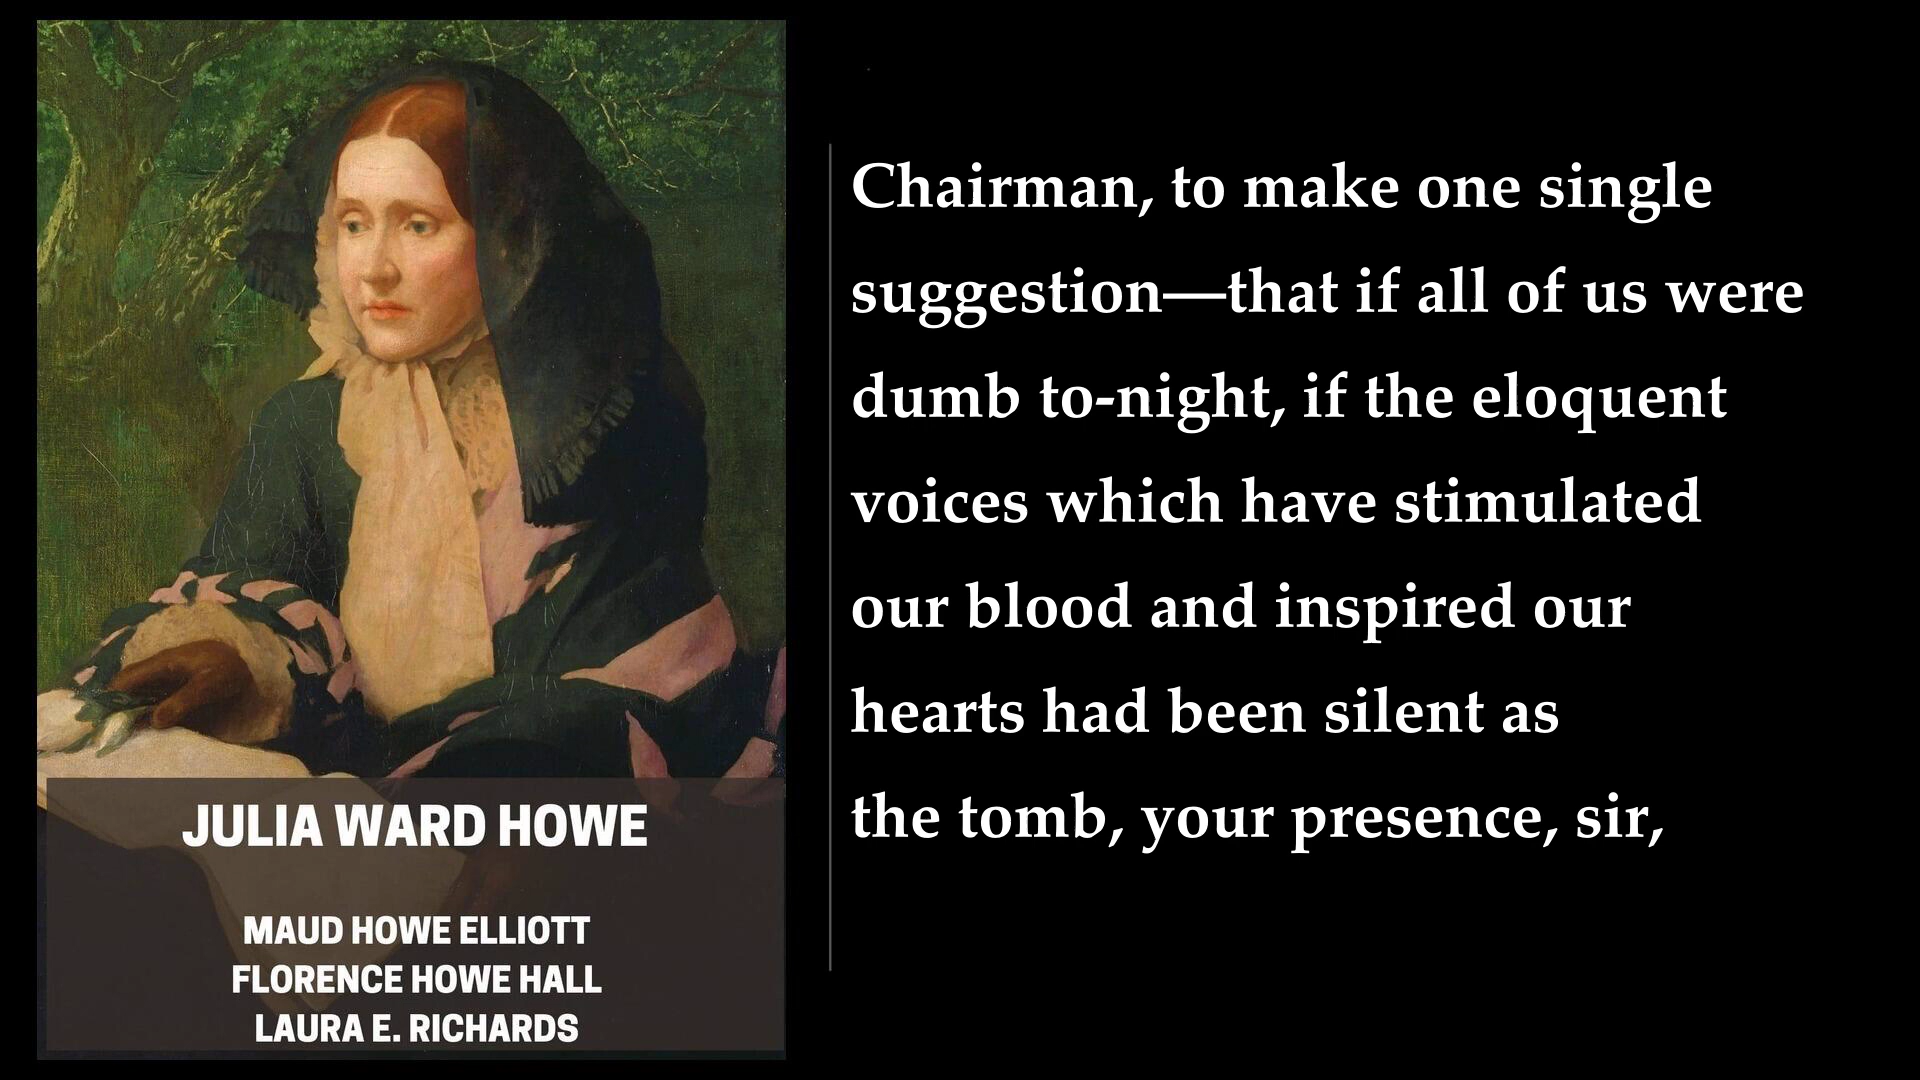 JULIA WARD HOWE
MAUD HOWE ELLIOTT
FLORENCE HOWE HALL
LAURA E. RICHARDS
Chairman, to make one single
suggestion—that if all of us were
dumb to-night, if the eloquent
voices which have stimulated
our blood and inspired our
hearts had been silent as
the tomb, your presence, sir,